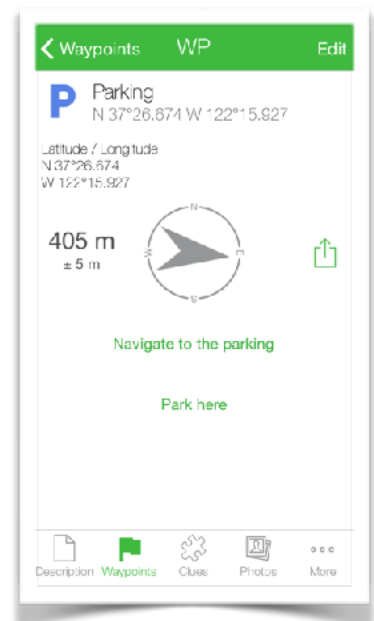 Waypoints WP Edit
P Parking
N 37°26.674 W 122°15.927
Latitude / Longitude
N 37°26.674
W 122°15.927
N
405 m
± 5 m
W E
S
Navigate to the parking
Park here
Description Waypoints Clues Photos More